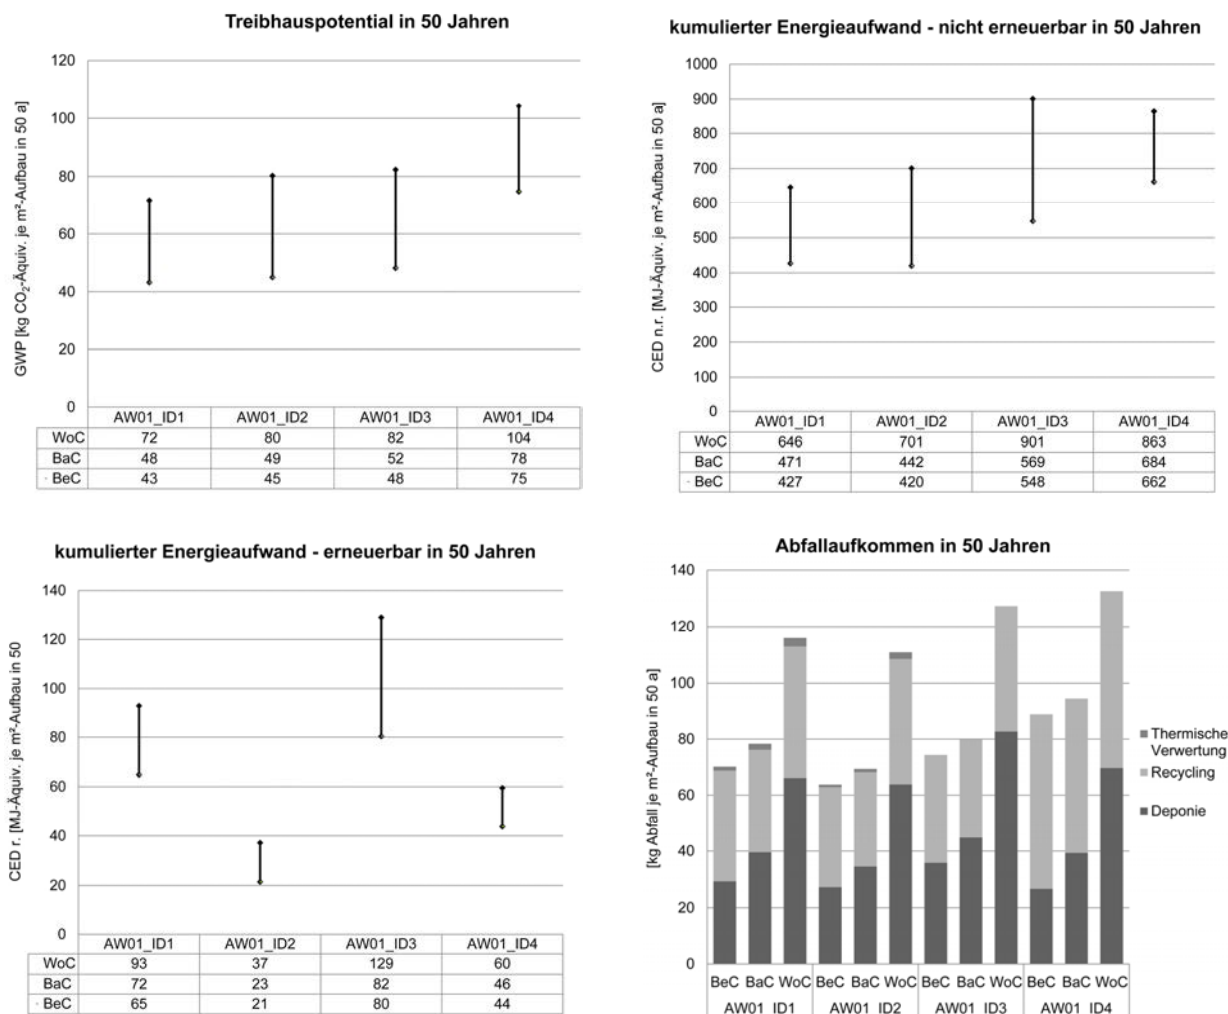 Treibhauspotential in 50 Jahren
GWP [kg CO₂-Äquiv. je m²-Aufbau in 50 a]
120
100
80
60
40
20
0
AW01_ID1 AW01_ID2 AW01_ID3 AW01_ID4
WoC 72 80 82 104
BaC 48 49 52 78
BeC 43 45 48 75
kumulierter Energieaufwand - nicht erneuerbar in 50 Jahren
CED n.r. [MJ-Äquiv. je m²-Aufbau in 50 a]
1000
900
800
700
600
500
400
300
200
100
0
AW01_ID1 AW01_ID2 AW01_ID3 AW01_ID4
WoC 646 701 901 863
BaC 471 442 569 684
BeC 427 420 548 662
kumulierter Energieaufwand - erneuerbar in 50 Jahren
CED r. [MJ-Äquiv. je m²-Aufbau in 50
140
120
100
80
60
40
20
0
AW01_ID1 AW01_ID2 AW01_ID3 AW01_ID4
WoC 93 37 129 60
BaC 72 23 82 46
BeC 65 21 80 44
Abfallaufkommen in 50 Jahren
[kg Abfall je m²-Aufbau in 50 a]
140
120
100
80
60
40
20
0
BeC BaC WoC BeC BaC WoC BeC BaC WoC BeC BaC WoC
AW01_ID1 AW01_ID2 AW01_ID3 AW01_ID4
Thermische
Verwertung
Recycling
Deponie